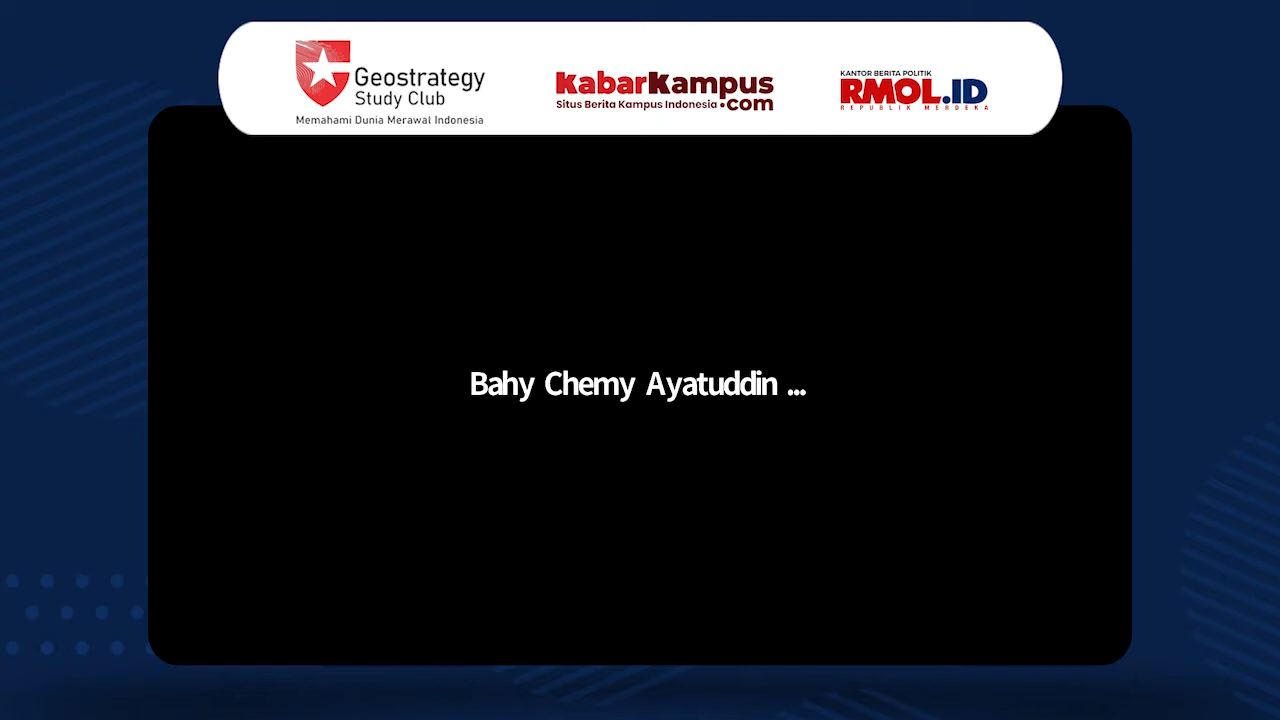 Geostrategy
Study Club
Memahami Dunia Merawat Indonesia
KabarKampus
Situs Berita Kampus Indonesia .com
KANTOR BERITA POLITIK
RMOL.ID
REPUBLIK MERDEKA
Bahy Chemy Ayatuddin ...